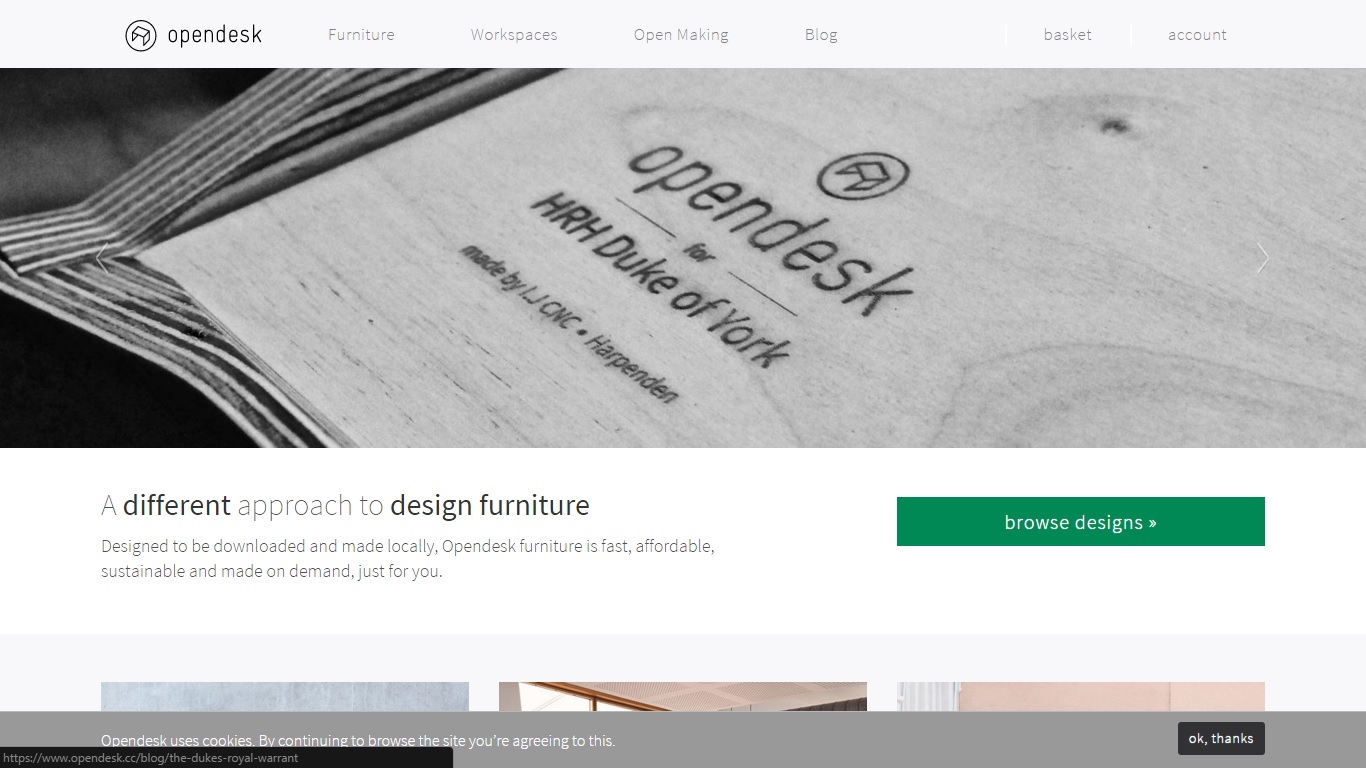 opendesk
Furniture
Workspaces
Open Making
Blog
basket
account
opendesk
for
HRH Duke of York
made by I.J CNC • Harpenden
A different approach to design furniture
browse designs »
Designed to be downloaded and made locally, Opendesk furniture is fast, affordable,
sustainable and made on demand, just for you.
Opendesk uses cookies. By continuing to browse the site you're agreeing to this.
ok, thanks
https://www.opendesk.cc/blog/the-dukes-royal-warrant